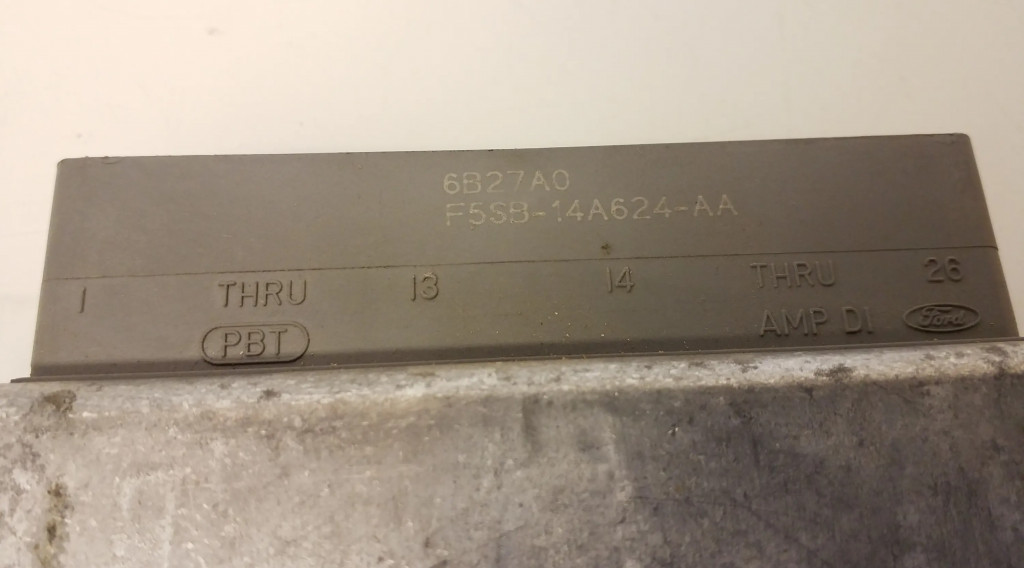 6B27A0
F5SB-14A624-AA
1 THRU 13 14 THRU 26
PBT AMP DI Ford